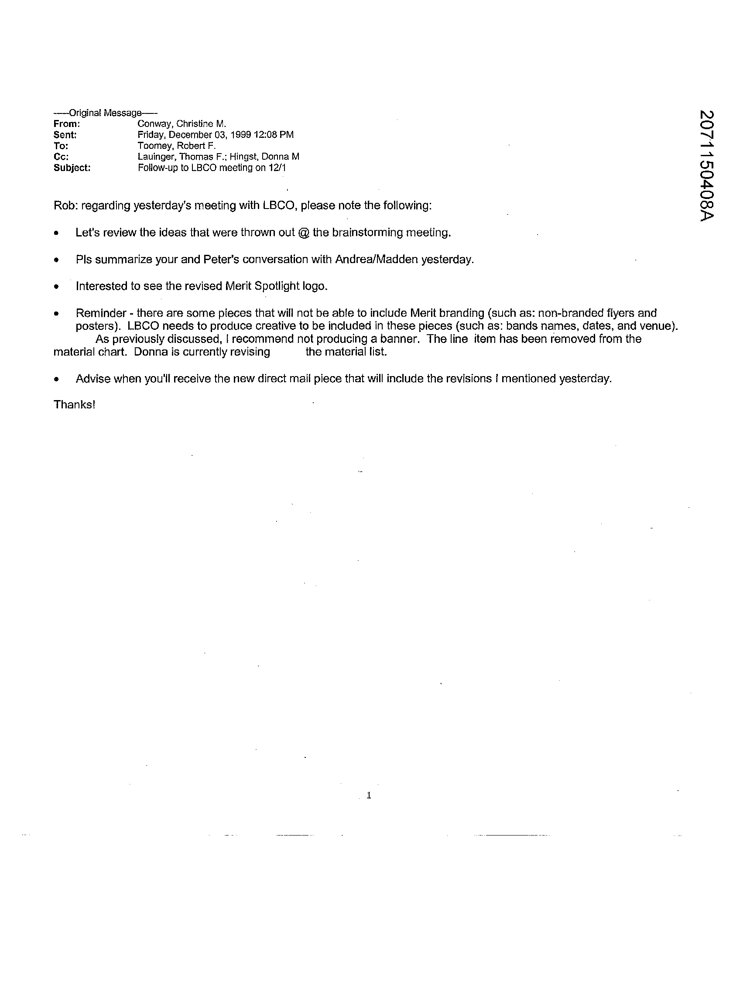 -----Original Message-----
From: Conway, Christine M.
Sent: Friday, December 03, 1999 12:08 PM
To: Toomey, Robert F.
Cc: Lauinger, Thomas F.; Hingst, Donna M
Subject: Follow-up to LBCO meeting on 12/1
Rob: regarding yesterday's meeting with LBCO, please note the following:
• Let's review the ideas that were thrown out @ the brainstorming meeting.
• Pls summarize your and Peter's conversation with Andrea/Madden yesterday.
• Interested to see the revised Merit Spotlight logo.
• Reminder - there are some pieces that will not be able to include Merit branding (such as: non-branded flyers and
posters). LBCO needs to produce creative to be included in these pieces (such as: bands names, dates, and venue).
As previously discussed, I recommend not producing a banner. The line item has been removed from the
material chart. Donna is currently revising the material list.
• Advise when you'll receive the new direct mail piece that will include the revisions I mentioned yesterday.
Thanks!
1
2071150408A